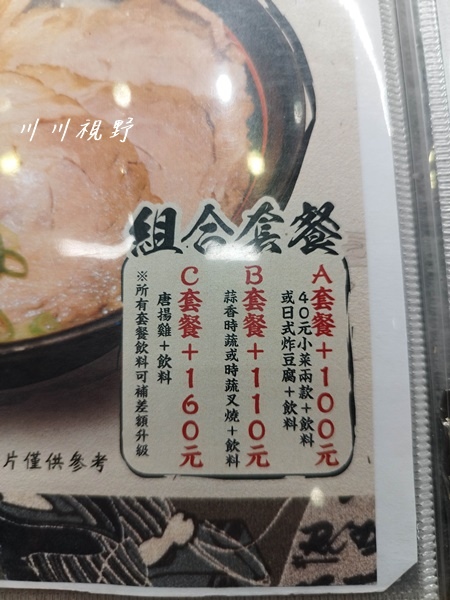 川川視野
組合套餐
A套餐+100元
40元小菜兩款+飲料
或日式炸豆腐+飲料
B套餐+110元
蒜香時蔬或時蔬叉燒+飲料
C套餐+160元
唐揚雞+飲料
※所有套餐飲料可補差額升級
片僅供參考